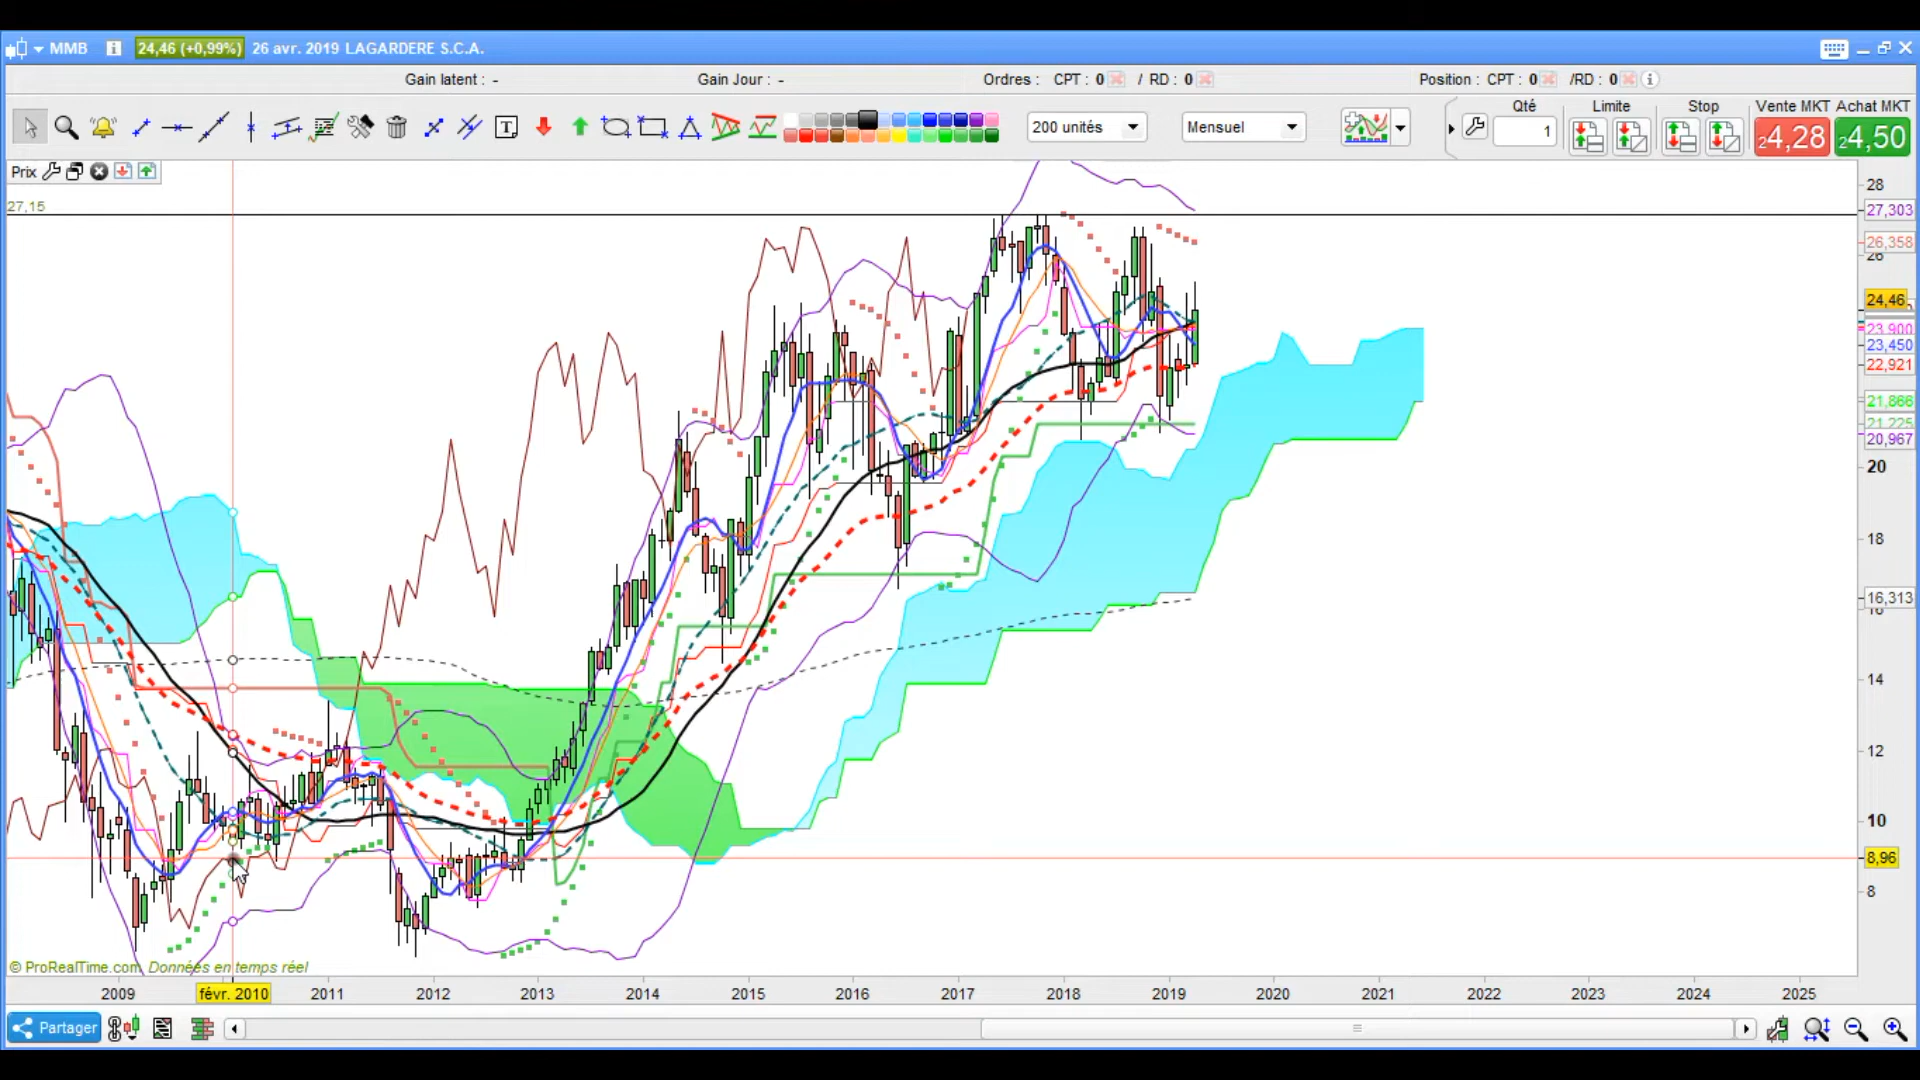 MMB 24,46 (+0,99%) 26 avr. 2019 LAGARDERE S.C.A.
Gain latent : - Gain Jour : - Ordres : CPT : 0 / RD : 0 Position : CPT : 0 /RD : 0
Qté Limite Stop Vente MKT Achat MKT
200 unités Mensuel 1 24,28 24,50
Prix
28
27,15
27,303
26,358
26
24,46
23,900
23,450
22,921
21,866
21,225
20,967
20
18
16,313
16
14
12
10
8,96
8
© ProRealTime.com Données en temps réel
2009 févr. 2010 2011 2012 2013 2014 2015 2016 2017 2018 2019 2020 2021 2022 2023 2024 2025
Partager